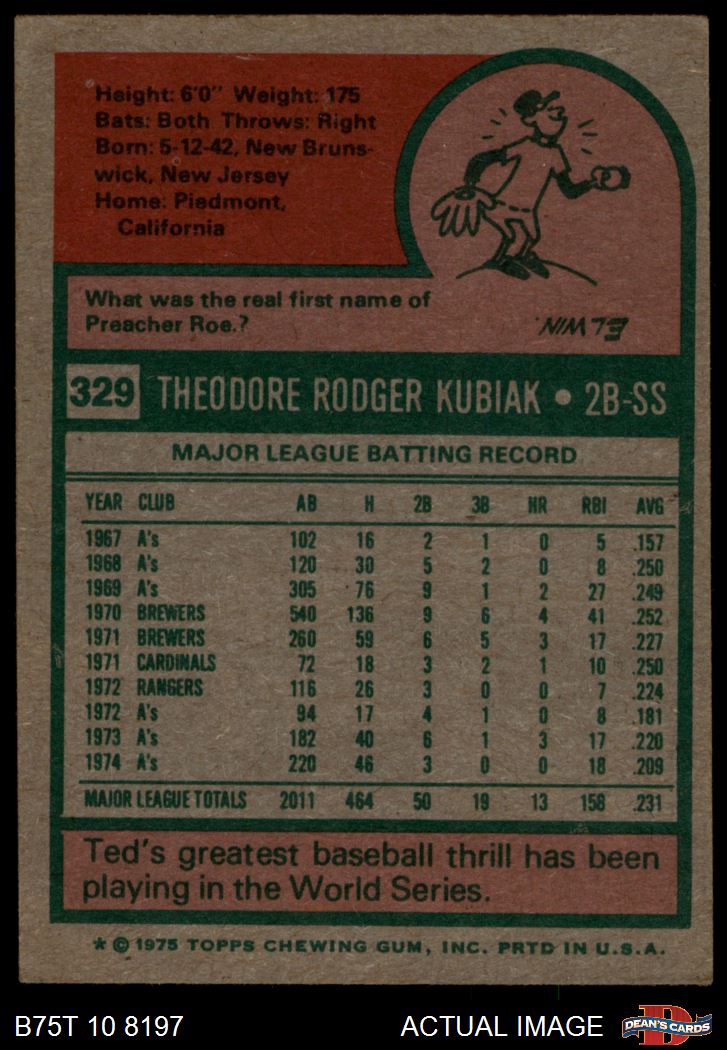 Height: 6'0" Weight: 175
Bats: Both Throws: Right
Born: 5-12-42, New Bruns-
wick, New Jersey
Home: Piedmont,
California
What was the real first name of
Preacher Roe.?
ELWIN
329 THEODORE RODGER KUBIAK • 2B-SS
MAJOR LEAGUE BATTING RECORD
YEAR CLUB AB H 2B 3B HR RBI AVG
1967 A's 102 16 2 1 0 5 .157
1968 A's 120 30 5 2 0 8 .250
1969 A's 305 76 9 1 2 27 .249
1970 BREWERS 540 136 9 6 4 41 .252
1971 BREWERS 260 59 6 5 3 17 .227
1971 CARDINALS 72 18 3 2 1 10 .250
1972 RANGERS 116 26 3 0 0 7 .224
1972 A's 94 17 4 1 0 8 .181
1973 A's 182 40 6 1 3 17 .220
1974 A's 220 46 3 0 0 18 .209
MAJOR LEAGUE TOTALS 2011 464 50 19 13 158 .231
Ted's greatest baseball thrill has been
playing in the World Series.
* © 1975 TOPPS CHEWING GUM, INC. PRTD IN U.S.A.
B75T 10 8197 ACTUAL IMAGE D DEAN'S CARDS